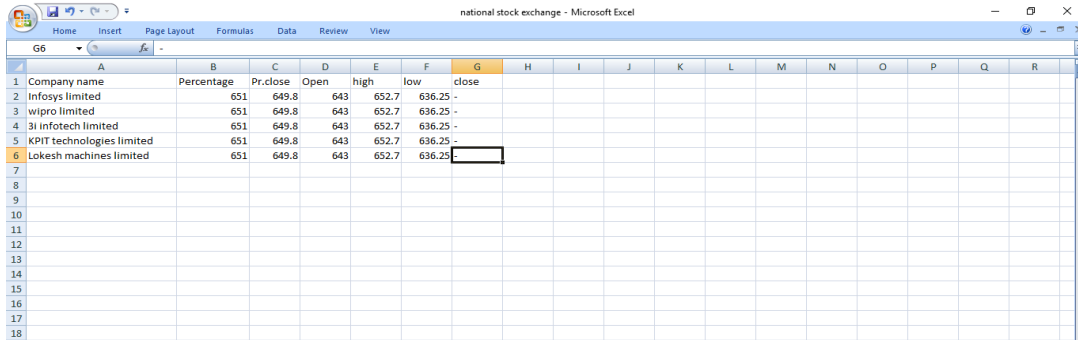 national stock exchange - Microsoft Excel
Home Insert Page Layout Formulas Data Review View
G6 fx -
A B C D E F G H I J K L M N O P Q R
1 Company name Percentage Pr.close Open high low close
2 Infosys limited 651 649.8 643 652.7 636.25 -
3 wipro limited 651 649.8 643 652.7 636.25 -
4 3i infotech limited 651 649.8 643 652.7 636.25 -
5 KPIT technologies limited 651 649.8 643 652.7 636.25 -
6 Lokesh machines limited 651 649.8 643 652.7 636.25 -
7
8
9
10
11
12
13
14
15
16
17
18